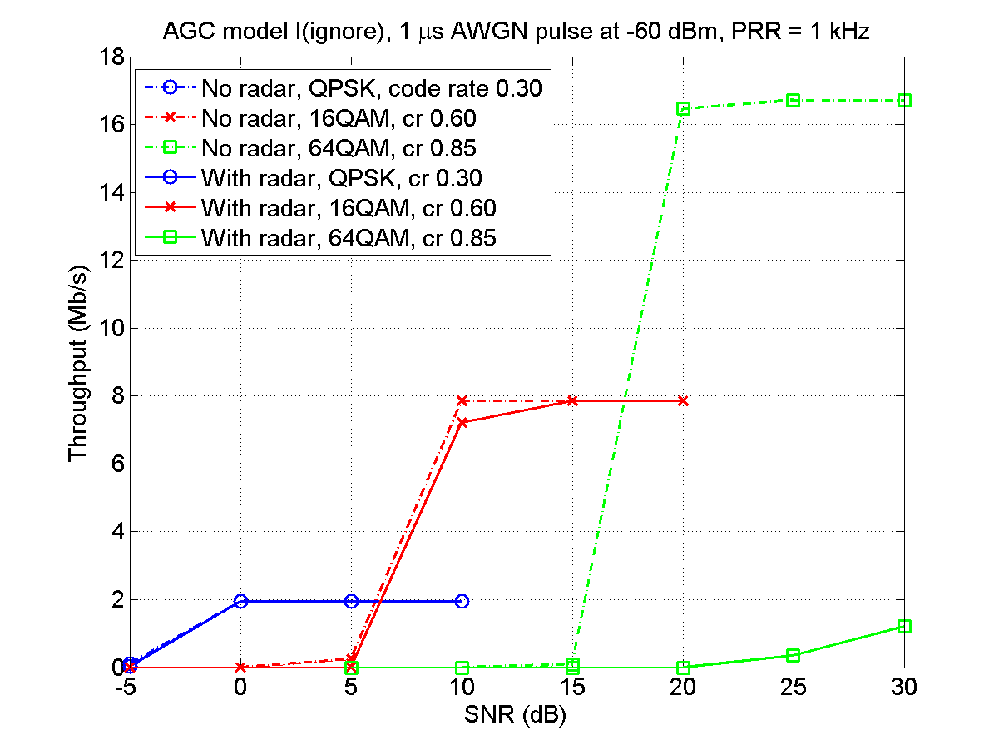 AGC model I(ignore), 1 μs AWGN pulse at -60 dBm, PRR = 1 kHz
No radar, QPSK, code rate 0.30
No radar, 16QAM, cr 0.60
No radar, 64QAM, cr 0.85
With radar, QPSK, cr 0.30
With radar, 16QAM, cr 0.60
With radar, 64QAM, cr 0.85
Throughput (Mb/s)
18
16
14
12
10
8
6
4
2
0
-5 0 5 10 15 20 25 30
SNR (dB)